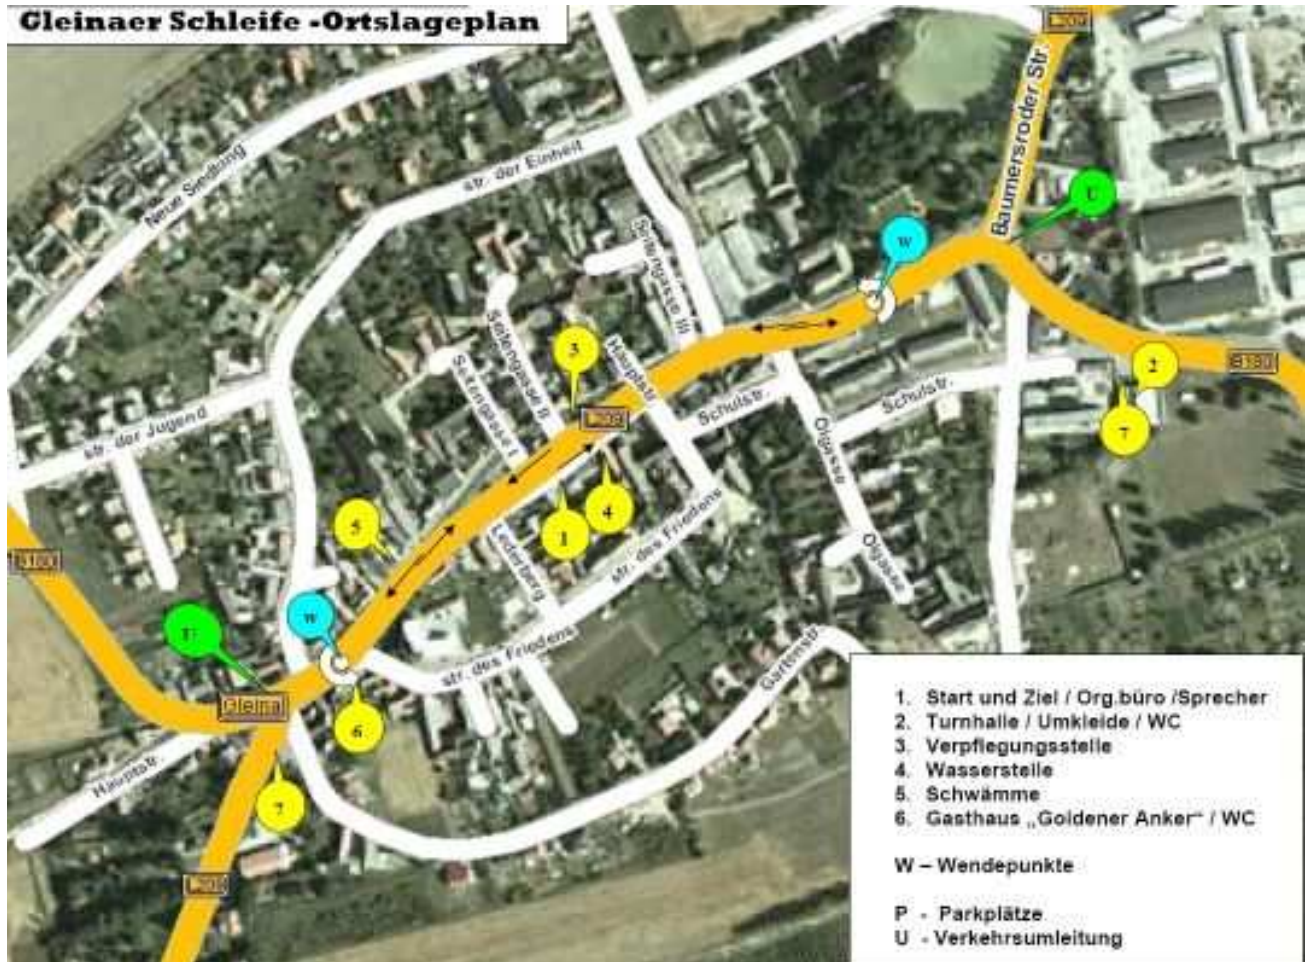 Gleinaer Schleife -Ortslageplan
L209
Baumersroder Str.
Neue Siedlung
str. der Einheit
U
W
Seitengasse III
Seitengasse II
Seitengasse I
Hauptstr.
3
L209
2
B180
7
Schulstr.
Schulstr.
str. der Jugend
Ölgasse
5
1
4
Lederberg
str. des Friedens
Ölgasse
B180
U
W
str. des Friedens
Gartenstr.
Gleina
6
Hauptstr.
7
L209
1. Start und Ziel / Org.büro /Sprecher
2. Turnhalle / Umkleide / WC
3. Verpflegungsstelle
4. Wasserstelle
5. Schwämme
6. Gasthaus „Goldener Anker“ / WC
W – Wendepunkte
P - Parkplätze
U - Verkehrsumleitung